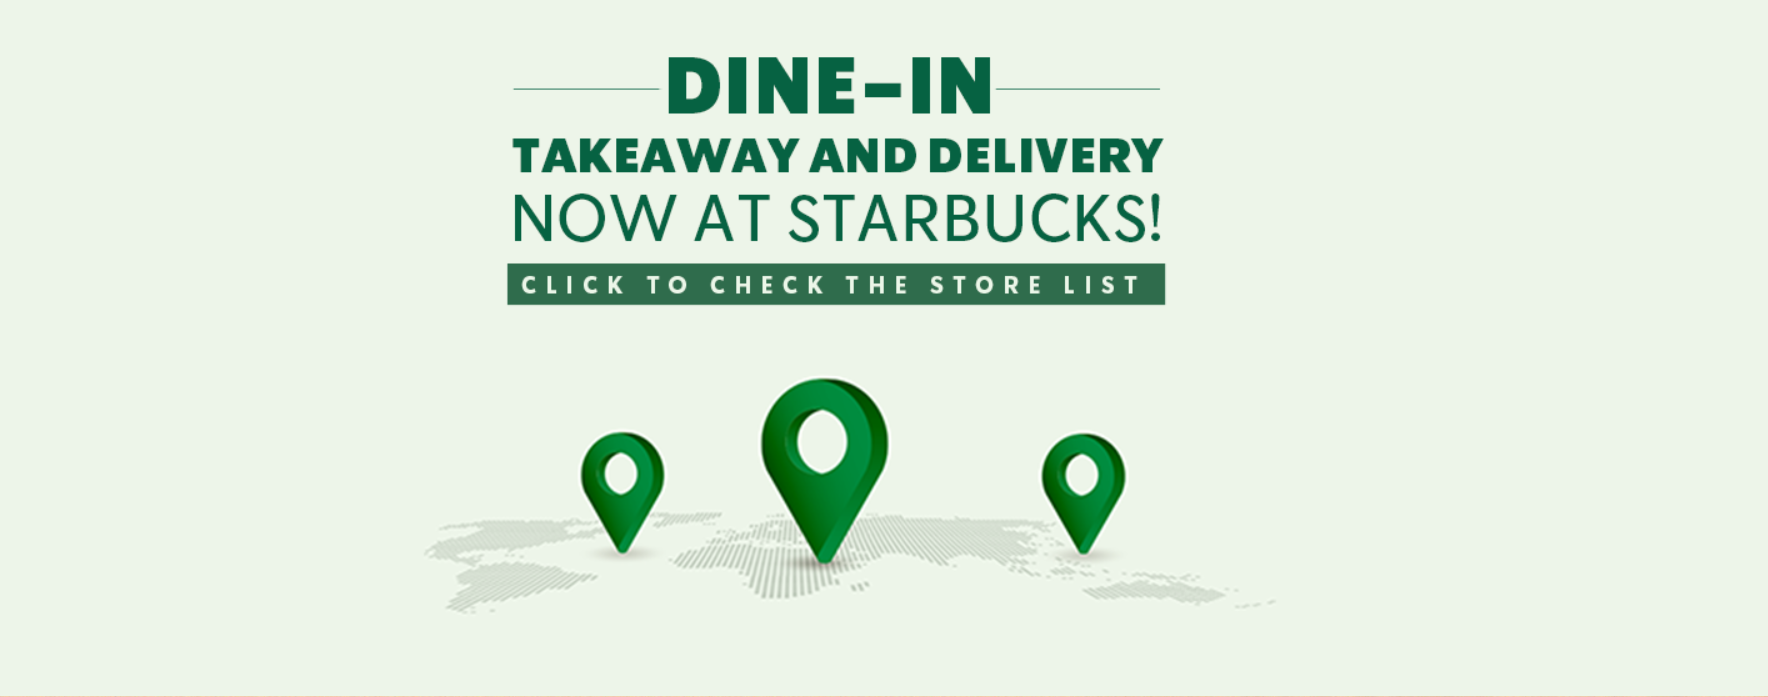 DINE-IN
TAKEAWAY AND DELIVERY
NOW AT STARBUCKS!
CLICK TO CHECK THE STORE LIST